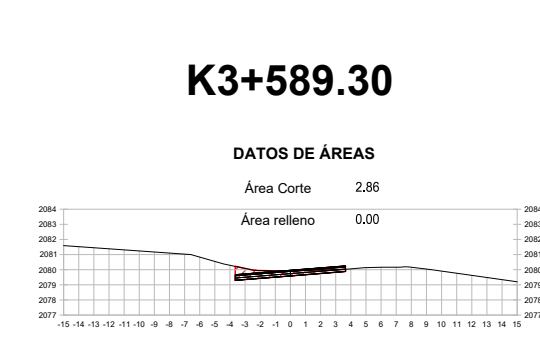 K3+589.30
DATOS DE ÁREAS
Área Corte 2.86
Área relleno 0.00
2084 2084
2083 2083
2082 2082
2081 2081
2080 2080
2079 2079
2078 2078
2077 2077
-15 -14 -13 -12 -11 -10 -9 -8 -7 -6 -5 -4 -3 -2 -1 0 1 2 3 4 5 6 7 8 9 10 11 12 13 14 15